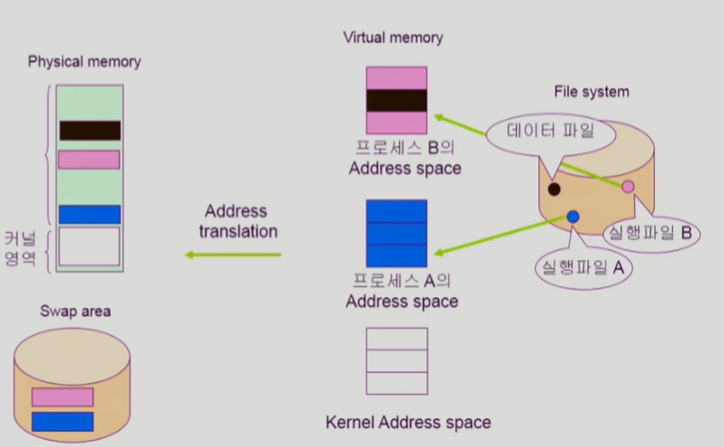 Virtual memory
Physical memory
File system
데이터 파일
프로세스 B의
Address space
Address
translation
커널
영역
실행파일 B
실행파일 A
프로세스 A의
Address space
Swap area
Kernel Address space